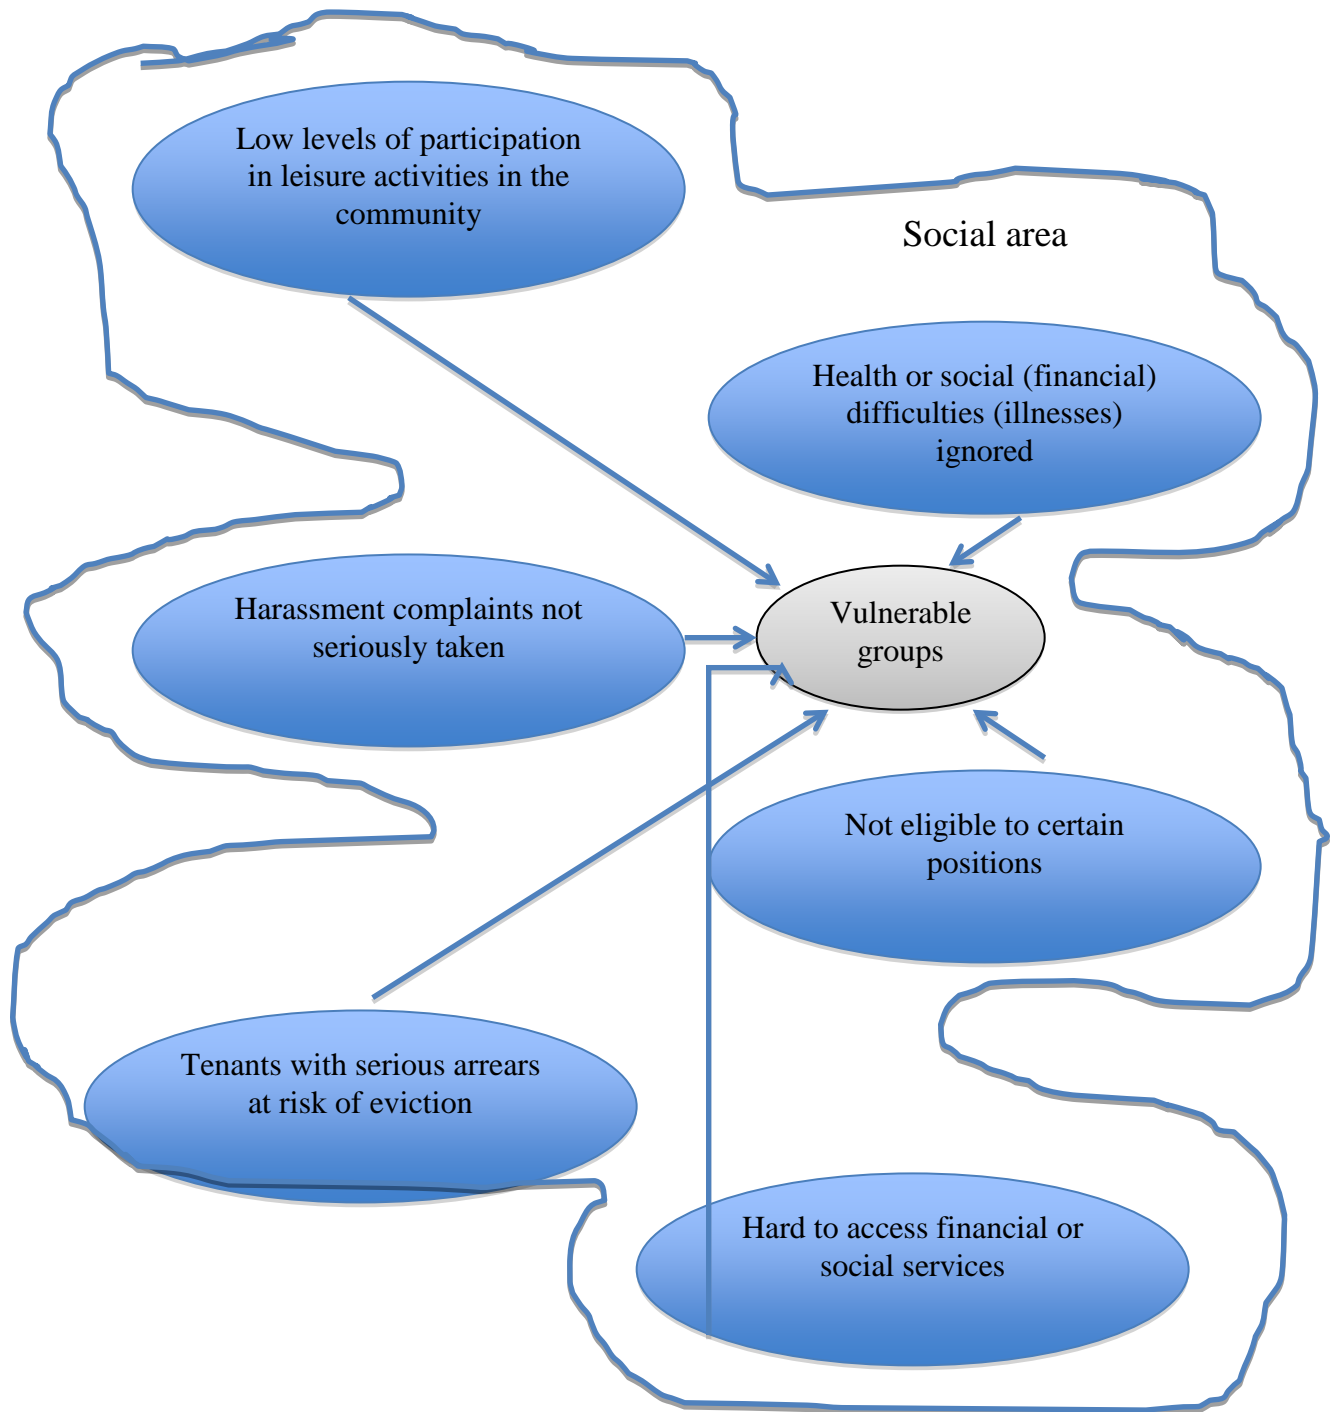 Low levels of participation
in leisure activities in the
community
Social area
Health or social (financial)
difficulties (illnesses)
ignored
Harassment complaints not
seriously taken
Vulnerable
groups
Not eligible to certain
positions
Tenants with serious arrears
at risk of eviction
Hard to access financial or
social services